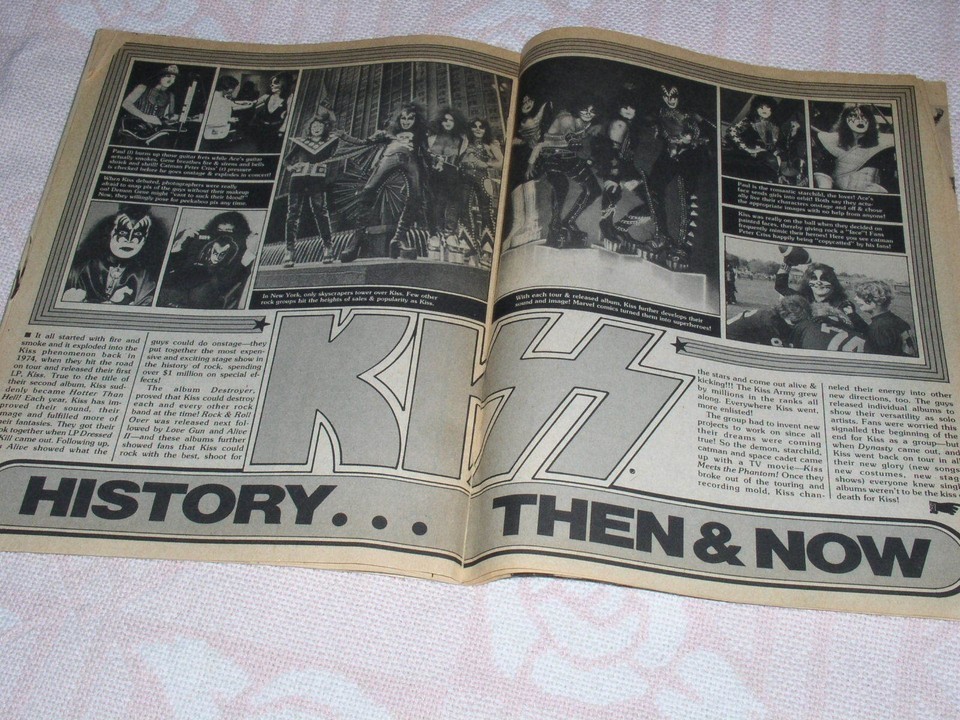 Paul (l) burns up those guitar frets while Ace's guitar
actually smokes. Gene breathes fire & siress and bells
shriek and shrill! Catman Peter Criss' (r) pressure
is checked before he goes onstage & explodes in concert!
When Kiss debuted, photographers were really
afraid to snap pix of the guys without their makeup
on! Demon Gene might "cast to rock their blood!"
Now, they willingly pose for peekaboo pix any time.
In New York, only skyscrapers tower over Kiss. Few other
rock groups hit the heights of sales & popularity as Kiss.
With each tour & released album, Kiss further develops their
sound and image! Marvel comics turned them into superheroes!
Paul is the romantic starchild, the lover! Ace's
face sends girls into orbit! Both say they actu-
ally live their characters onstage and off & chose
the appropriate images with no help from anyone!
Kiss was really on the ball when they decided on
painted faces, thereby giving rock a "face"! Fans
frequently mimic their heroes! Here you see catman
Peter Criss happily being "copycatted" by his fans!
KISS
■ It all started with fire and
smoke and it exploded into the
Kiss phenomenon back in
1974, when they hit the road
on tour and released their first
LP, Kiss. True to the title of
their second album, Kiss sud-
denly became Hotter Than
Hell! Each year, Kiss has im-
proved their sound, their
image and fulfilled more of
their fantasies. They got their
look together when LP Dressed
Kill came out. Following up,
Alive showed what the
guys could do onstage—they
put together the most expen-
sive and exciting stage show in
the history of rock, spending
over $1 million on special ef-
fects!
The album Destroyer,
proved that Kiss could destroy
each and every other rock
band at the time! Rock & Roll
Over was released next fol-
lowed by Love Gun and Alive
II—and these albums further
showed fans that Kiss could
rock with the best, shoot for
the stars and come out alive &
kicking!!! The Kiss Army grew
by millions in the ranks all
along. Everywhere Kiss went,
more enlisted!
The group had to invent new
projects to work on since all
their dreams were coming
true! So the demon, starchild,
catman and space cadet came
up with a TV movie—Kiss
Meets the Phantom! Once they
broke out of the touring and
recording mold, Kiss chan-
neled their energy into other
new directions, too. The guys
released individual albums to
show their versatility as solo
artists. Fans were worried this
signalled the beginning of the
end for Kiss as a group—but
when Dynasty came out, and
Kiss went back on tour in all
their new glory (new songs,
new costumes, new stage
shows) everyone knew single
albums weren't to be the kiss of
death for Kiss!
HISTORY... THEN & NOW